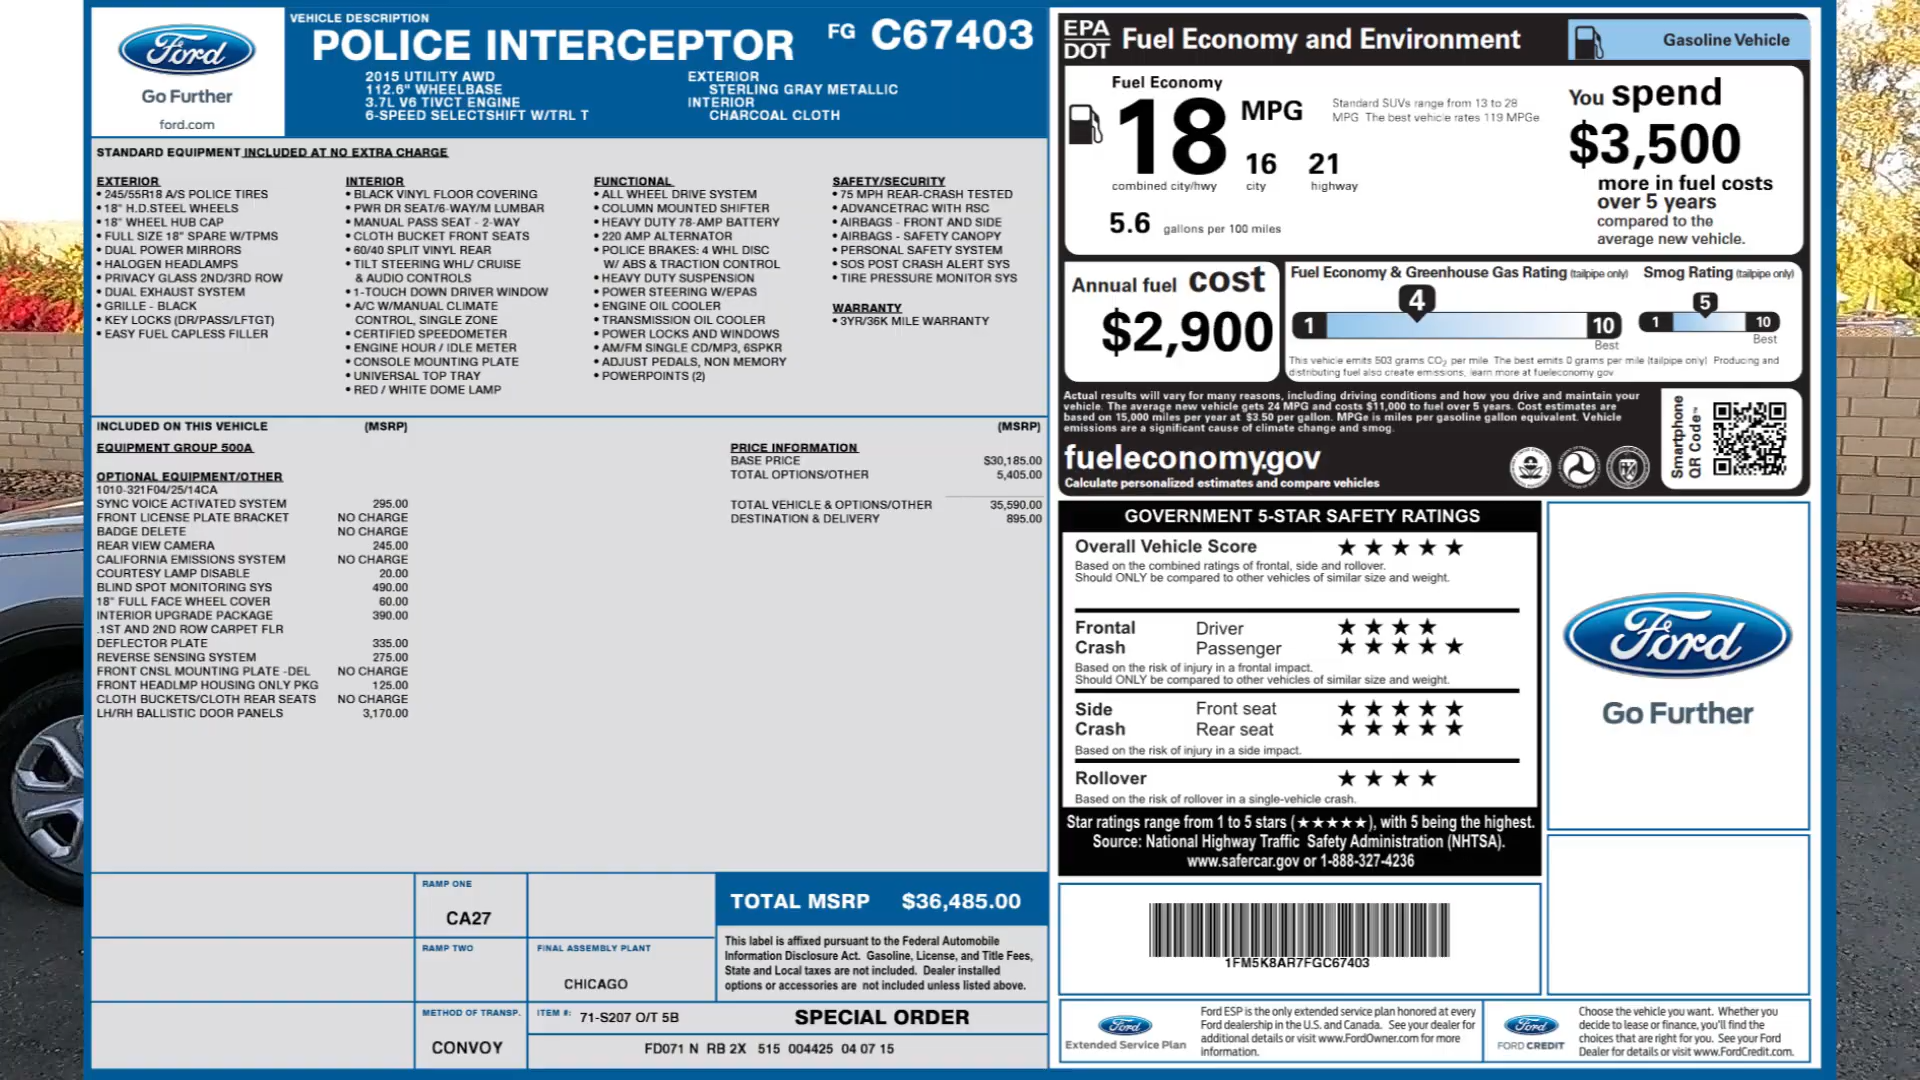 Ford
Go Further
ford.com
VEHICLE DESCRIPTION
POLICE INTERCEPTOR
FG C67403
2015 UTILITY AWD
112.6" WHEELBASE
3.7L V6 TIVCT ENGINE
6-SPEED SELECTSHIFT W/TRL T
EXTERIOR
STERLING GRAY METALLIC
INTERIOR
CHARCOAL CLOTH
STANDARD EQUIPMENT INCLUDED AT NO EXTRA CHARGE
EXTERIOR
• 245/55R18 A/S POLICE TIRES
• 18" H.D.STEEL WHEELS
• 18" WHEEL HUB CAP
• FULL SIZE 18" SPARE W/TPMS
• DUAL POWER MIRRORS
• HALOGEN HEADLAMPS
• PRIVACY GLASS 2ND/3RD ROW
• DUAL EXHAUST SYSTEM
• GRILLE - BLACK
• KEY LOCKS (DR/PASS/LFTGT)
• EASY FUEL CAPLESS FILLER
INTERIOR
• BLACK VINYL FLOOR COVERING
• PWR DR SEAT/6-WAY/M LUMBAR
• MANUAL PASS SEAT - 2-WAY
• CLOTH BUCKET FRONT SEATS
• 60/40 SPLIT VINYL REAR
• TILT STEERING WHL/ CRUISE
& AUDIO CONTROLS
• 1-TOUCH DOWN DRIVER WINDOW
• A/C W/MANUAL CLIMATE
CONTROL, SINGLE ZONE
• CERTIFIED SPEEDOMETER
• ENGINE HOUR / IDLE METER
• CONSOLE MOUNTING PLATE
• UNIVERSAL TOP TRAY
• RED / WHITE DOME LAMP
FUNCTIONAL
• ALL WHEEL DRIVE SYSTEM
• COLUMN MOUNTED SHIFTER
• HEAVY DUTY 78-AMP BATTERY
• 220 AMP ALTERNATOR
• POLICE BRAKES: 4 WHL DISC
W/ ABS & TRACTION CONTROL
• HEAVY DUTY SUSPENSION
• POWER STEERING W/EPAS
• ENGINE OIL COOLER
• TRANSMISSION OIL COOLER
• POWER LOCKS AND WINDOWS
• AM/FM SINGLE CD/MP3, 6SPKR
• ADJUST PEDALS, NON MEMORY
• POWERPOINTS (2)
SAFETY/SECURITY
• 75 MPH REAR-CRASH TESTED
• ADVANCETRAC WITH RSC
• AIRBAGS - FRONT AND SIDE
• AIRBAGS - SAFETY CANOPY
• PERSONAL SAFETY SYSTEM
• SOS POST CRASH ALERT SYS
• TIRE PRESSURE MONITOR SYS
WARRANTY
• 3YR/36K MILE WARRANTY
INCLUDED ON THIS VEHICLE (MSRP)
EQUIPMENT GROUP 500A
OPTIONAL EQUIPMENT/OTHER
1010-321F04/25/14CA
SYNC VOICE ACTIVATED SYSTEM 295.00
FRONT LICENSE PLATE BRACKET NO CHARGE
BADGE DELETE NO CHARGE
REAR VIEW CAMERA 245.00
CALIFORNIA EMISSIONS SYSTEM NO CHARGE
COURTESY LAMP DISABLE 20.00
BLIND SPOT MONITORING SYS 490.00
18" FULL FACE WHEEL COVER 60.00
INTERIOR UPGRADE PACKAGE 390.00
.1ST AND 2ND ROW CARPET FLR
DEFLECTOR PLATE 335.00
REVERSE SENSING SYSTEM 275.00
FRONT CNSL MOUNTING PLATE -DEL NO CHARGE
FRONT HEADLMP HOUSING ONLY PKG 125.00
CLOTH BUCKETS/CLOTH REAR SEATS NO CHARGE
LH/RH BALLISTIC DOOR PANELS 3,170.00
(MSRP)
PRICE INFORMATION
BASE PRICE $30,185.00
TOTAL OPTIONS/OTHER 5,405.00
TOTAL VEHICLE & OPTIONS/OTHER 35,590.00
DESTINATION & DELIVERY 895.00
RAMP ONE
CA27
RAMP TWO
FINAL ASSEMBLY PLANT
CHICAGO
METHOD OF TRANSP.
CONVOY
ITEM #: 71-S207 O/T 5B
SPECIAL ORDER
FD071 N RB 2X 515 004425 04 07 15
TOTAL MSRP $36,485.00
This label is affixed pursuant to the Federal Automobile
Information Disclosure Act. Gasoline, License, and Title Fees,
State and Local taxes are not included. Dealer installed
options or accessories are not included unless listed above.
EPA
DOT
Fuel Economy and Environment
Gasoline Vehicle
Fuel Economy
18 MPG
combined city/hwy
16
city
21
highway
5.6 gallons per 100 miles
Standard SUVs range from 13 to 28
MPG The best vehicle rates 119 MPGe
You spend
$3,500
more in fuel costs
over 5 years
compared to the
average new vehicle.
Annual fuel cost
$2,900
Fuel Economy & Greenhouse Gas Rating (tailpipe only)
4
1
10
Best
Smog Rating (tailpipe only)
5
1
10
Best
This vehicle emits 503 grams CO2 per mile. The best emits 0 grams per mile (tailpipe only) Producing and
distributing fuel also create emissions, learn more at fueleconomy gov
Actual results will vary for many reasons, including driving conditions and how you drive and maintain your
vehicle. The average new vehicle gets 24 MPG and costs $11,000 to fuel over 5 years. Cost estimates are
based on 15,000 miles per year at $3.50 per gallon. MPGe is miles per gasoline gallon equivalent. Vehicle
emissions are a significant cause of climate change and smog.
fueleconomy.gov
Calculate personalized estimates and compare vehicles
Smartphone
QR Code™
GOVERNMENT 5-STAR SAFETY RATINGS
Overall Vehicle Score ★★★★★
Based on the combined ratings of frontal, side and rollover.
Should ONLY be compared to other vehicles of similar size and weight.
Frontal Driver ★★★★
Crash Passenger ★★★★★
Based on the risk of injury in a frontal impact.
Should ONLY be compared to other vehicles of similar size and weight.
Side Front seat ★★★★★
Crash Rear seat ★★★★★
Based on the risk of injury in a side impact.
Rollover ★★★★
Based on the risk of rollover in a single-vehicle crash.
Star ratings range from 1 to 5 stars (★★★★★), with 5 being the highest.
Source: National Highway Traffic Safety Administration (NHTSA).
www.safercar.gov or 1-888-327-4236
Ford
Go Further
1FM5K8AR7FGC67403
Ford
Extended Service Plan
Ford ESP is the only extended service plan honored at every
Ford dealership in the U.S. and Canada. See your dealer for
additional details or visit www.FordOwner.com for more
information.
Ford
FORD CREDIT
Choose the vehicle you want. Whether you
decide to lease or finance, you'll find the
choices that are right for you. See your Ford
Dealer for details or visit www.FordCredit.com.